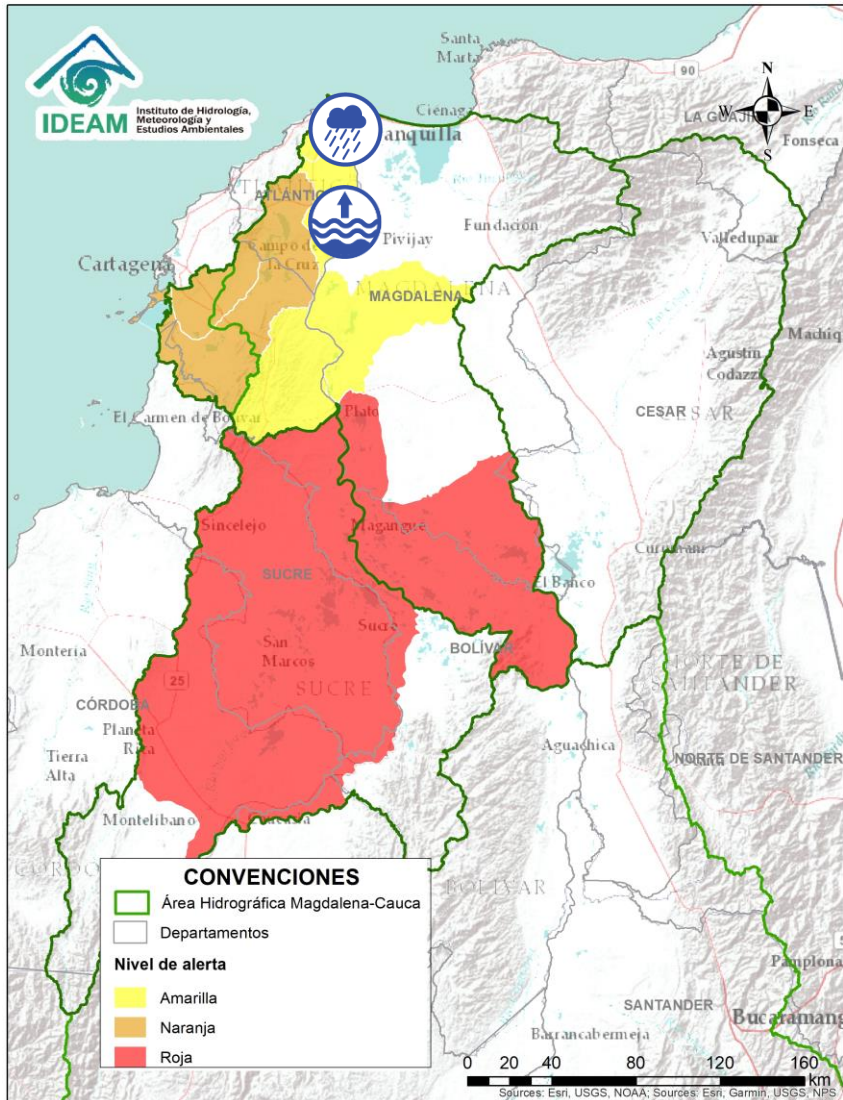 IDEAM
Instituto de Hidrología,
Meteorología y
Estudios Ambientales
Santa
Marta
Ciénaga
anquilla
90
N
W
E
S
LA GUAJIR
Fonseca
ATLÁNTIC
Pivijay
Fundación
Valledupar
Cartagena
Campo de
la Cruz
MAGDALENA
Machiq
Agustín
Codazzi
El Carmen de Bolívar
Plato
CESAR
CESAR
Sincelejo
Magangué
Curumaní
SUCRE
El Banco
Sucre
BOLÍVAR
San
Marcos
SUCRE
Montería
25
NORTE DE
SANTANDER
CÓRDOBA
Planeta
Rica
Tierra
Alta
Aguachica
NORTE DE SANTANDER
Montelibano
CONVENCIONES
Área Hidrográfica Magdalena-Cauca
Departamentos
Nivel de alerta
Amarilla
Naranja
Roja
BOLÍVAR
Pamplona
SANTANDER
Bucaramang
Barrancabermeja
0 20 40 80 120 160
Km
Sources: Esri, USGS, NOAA; Sources: Esri, Garmin, USGS, NPS